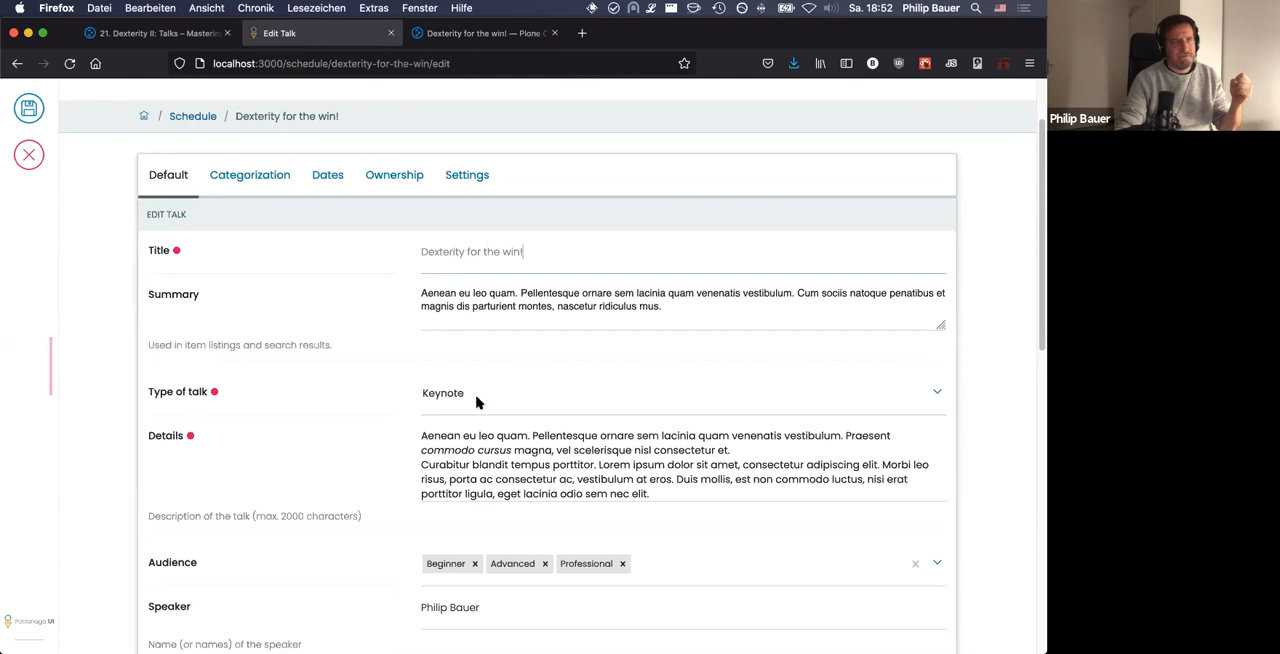 Firefox Datei Bearbeiten Ansicht Chronik Lesezeichen Extras Fenster Hilfe Sa. 18:52 Philip Bauer
21. Dexterity II: Talks – Masterin Edit Talk Dexterity for the win! — Plone C
localhost:3000/schedule/dexterity-for-the-win/edit
Philip Bauer
/ Schedule / Dexterity for the win!
Default Categorization Dates Ownership Settings
EDIT TALK
Title Dexterity for the win!
Summary
Aenean eu leo quam. Pellentesque ornare sem lacinia quam venenatis vestibulum. Cum sociis natoque penatibus et
magnis dis parturient montes, nascetur ridiculus mus.
Used in item listings and search results.
Type of talk Keynote
Details
Aenean eu leo quam. Pellentesque ornare sem lacinia quam venenatis vestibulum. Praesent
commodo cursus magna, vel scelerisque nisl consectetur et.
Curabitur blandit tempus porttitor. Lorem ipsum dolor sit amet, consectetur adipiscing elit. Morbi leo
risus, porta ac consectetur ac, vestibulum at eros. Duis mollis, est non commodo luctus, nisi erat
porttitor ligula, eget lacinia odio sem nec elit.
Description of the talk (max. 2000 characters)
Audience Beginner Advanced Professional
Speaker Philip Bauer
Pastanaga UI
Name (or names) of the speaker